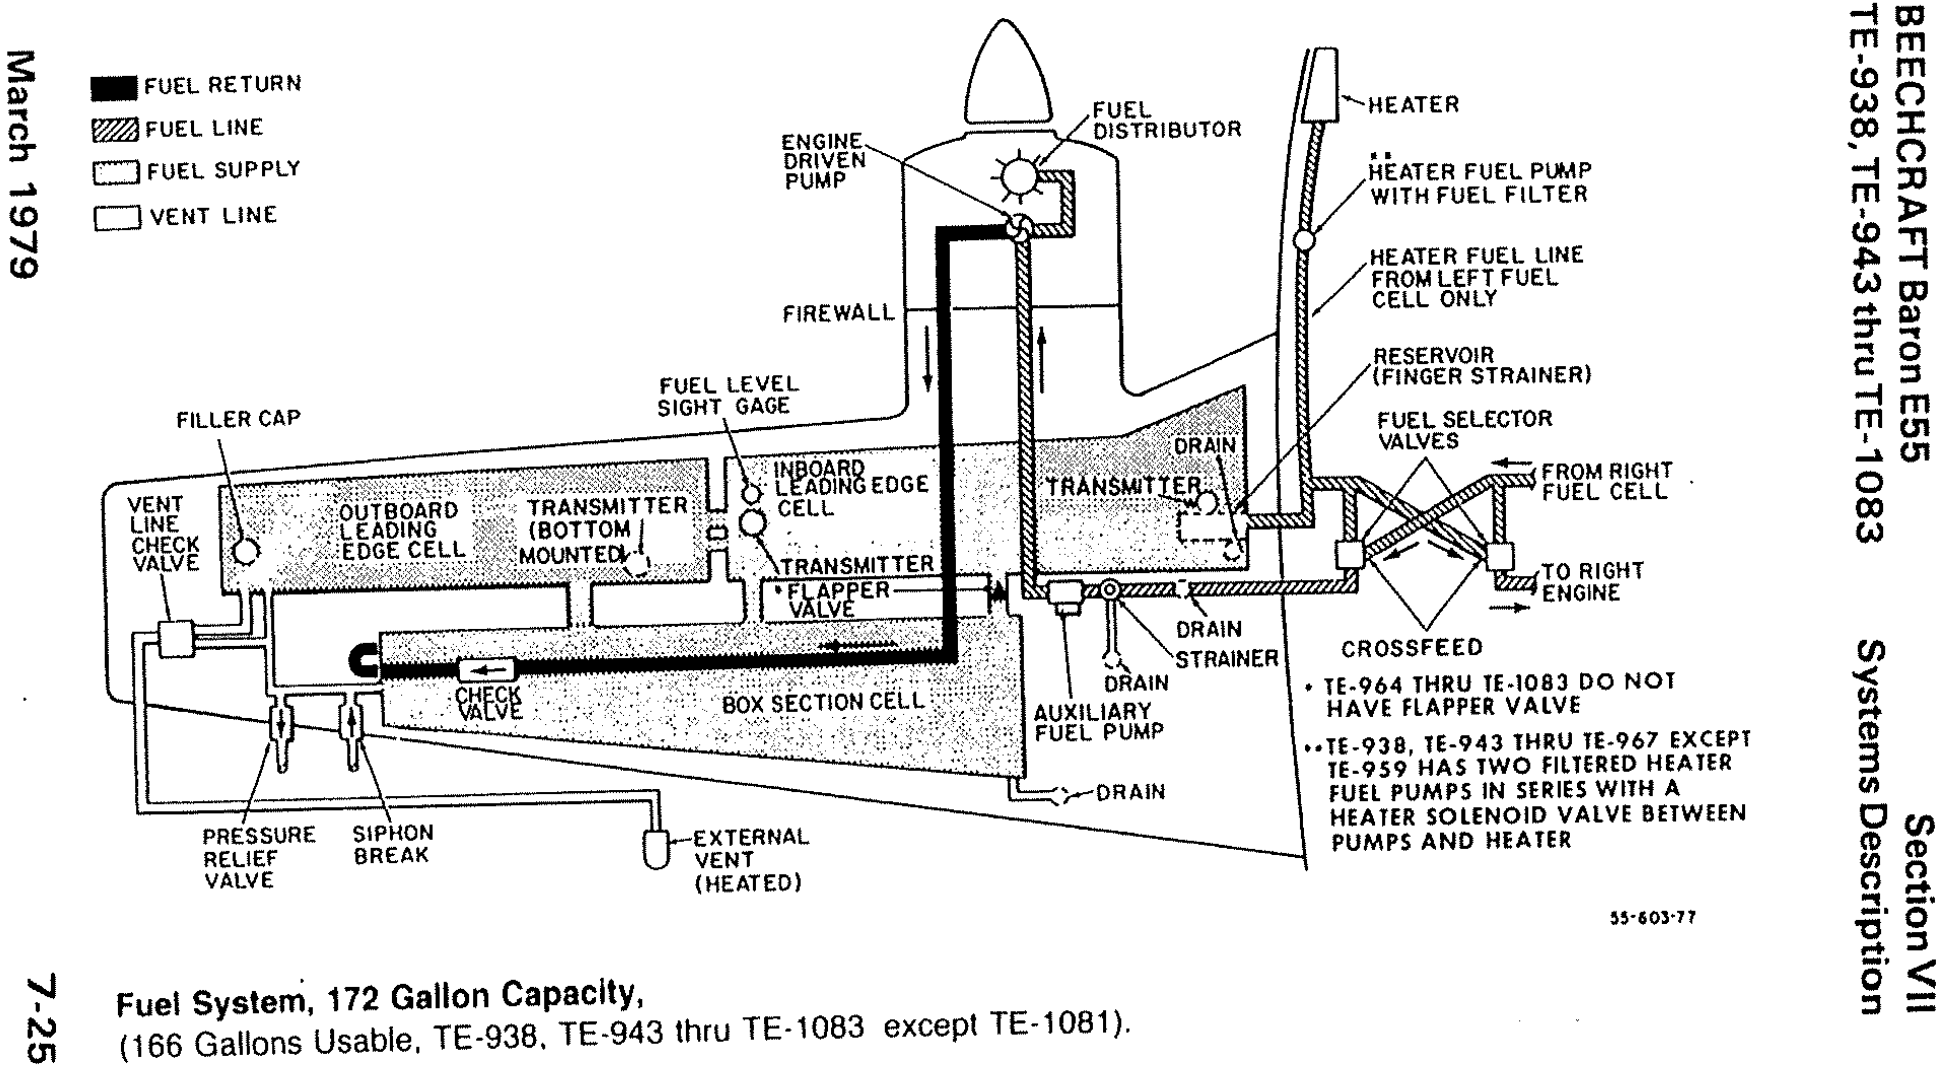 BEECHCRAFT Baron E55
TE-938, TE-943 thru TE-1083
Section VII
Systems Description
FUEL RETURN
FUEL LINE
FUEL SUPPLY
VENT LINE
ENGINE
DRIVEN
PUMP
FUEL
DISTRIBUTOR
HEATER
••
HEATER FUEL PUMP
WITH FUEL FILTER
HEATER FUEL LINE
FROM LEFT FUEL
CELL ONLY
FIREWALL
RESERVOIR
(FINGER STRAINER)
FUEL LEVEL
SIGHT GAGE
FILLER CAP
FUEL SELECTOR
VALVES
DRAIN
FROM RIGHT
FUEL CELL
TRANSMITTER
INBOARD
LEADING EDGE
CELL
VENT
LINE
CHECK
VALVE
OUTBOARD
LEADING
EDGE CELL
TRANSMITTER
(BOTTOM
MOUNTED)
TRANSMITTER
• FLAPPER
VALVE
TO RIGHT
ENGINE
DRAIN
STRAINER
DRAIN
CROSSFEED
CHECK
VALVE
BOX SECTION CELL
AUXILIARY
FUEL PUMP
• TE-964 THRU TE-1083 DO NOT
HAVE FLAPPER VALVE
•• TE-938, TE-943 THRU TE-967 EXCEPT
TE-959 HAS TWO FILTERED HEATER
FUEL PUMPS IN SERIES WITH A
HEATER SOLENOID VALVE BETWEEN
PUMPS AND HEATER
DRAIN
PRESSURE
RELIEF
VALVE
SIPHON
BREAK
EXTERNAL
VENT
(HEATED)
55-603-77
Fuel System, 172 Gallon Capacity,
(166 Gallons Usable, TE-938, TE-943 thru TE-1083 except TE-1081).
March 1979
7-25